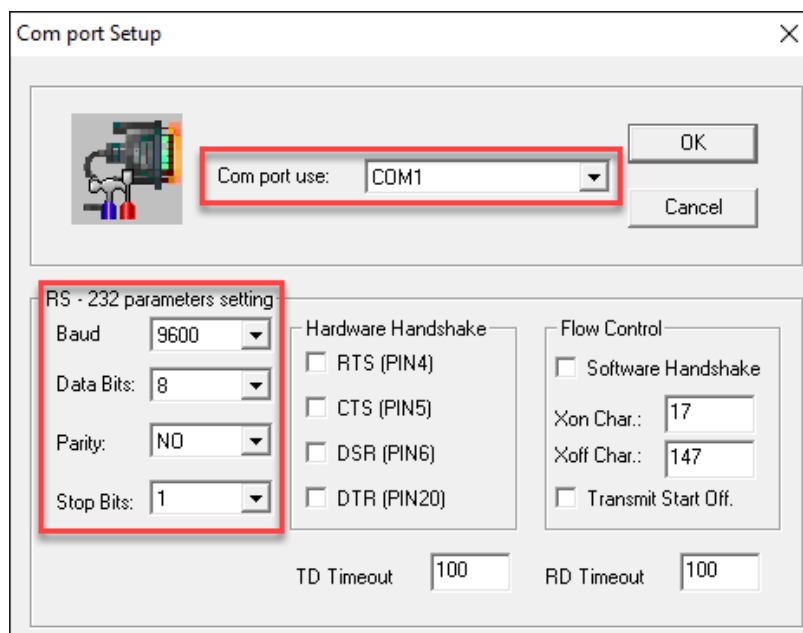 Com port Setup
OK
Com port use: COM1
Cancel
RS - 232 parameters setting
Baud 9600
Data Bits: 8
Parity: NO
Stop Bits: 1
Hardware Handshake
RTS (PIN4)
CTS (PIN5)
DSR (PIN6)
DTR (PIN20)
Flow Control
Software Handshake
Xon Char.: 17
Xoff Char.: 147
Transmit Start Off.
TD Timeout 100
RD Timeout 100